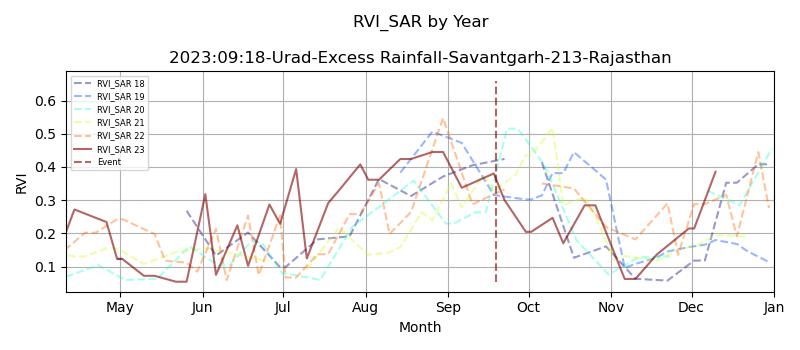 RVI_SAR by Year
2023:09:18-Urad-Excess Rainfall-Savantgarh-213-Rajasthan
RVI_SAR 18
RVI_SAR 19
RVI_SAR 20
RVI_SAR 21
RVI_SAR 22
RVI_SAR 23
Event
RVI
0.6
0.5
0.4
0.3
0.2
0.1
May Jun Jul Aug Sep Oct Nov Dec Jan
Month